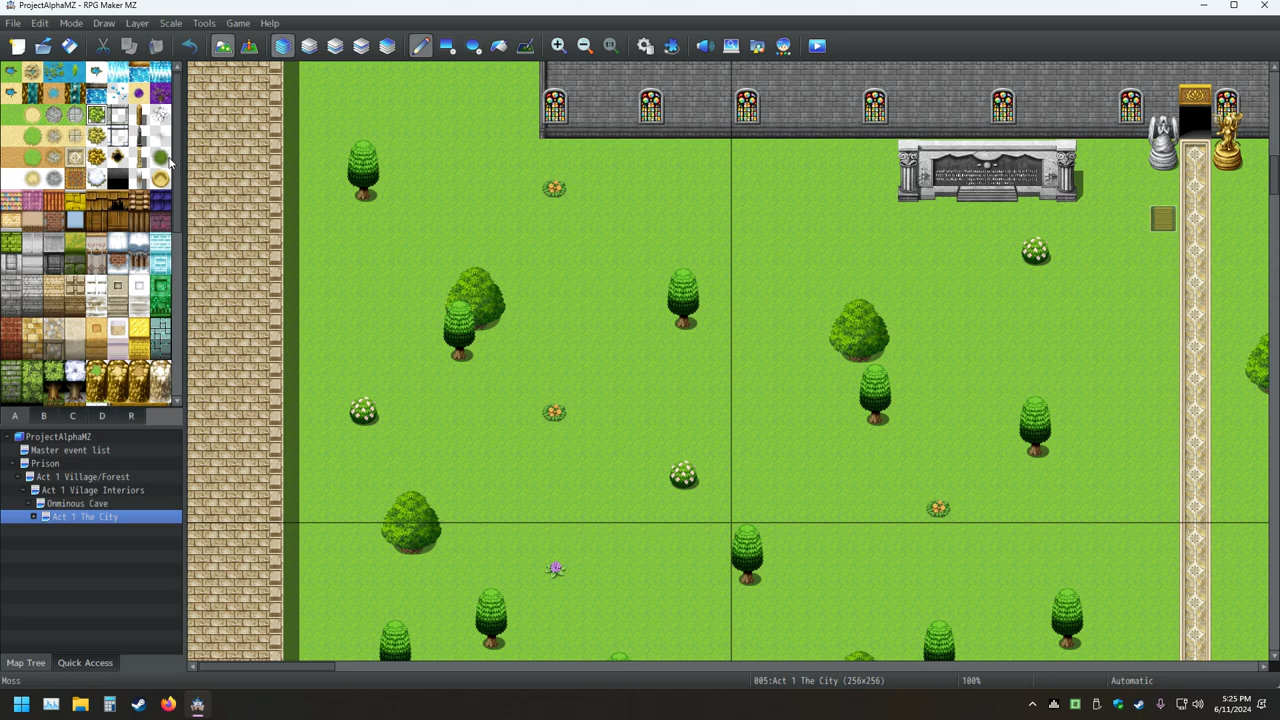 ProjectAlphaMZ - RPG Maker MZ
File Edit Mode Draw Layer Scale Tools Game Help
A B C D R
ProjectAlphaMZ
Master event list
Prison
Act 1 Village/Forest
Act 1 Vilage Interiors
Onminous Cave
Act 1 The City
Map Tree Quick Access
Moss 005:Act 1 The City (256x256) 100% Automatic
5:25 PM
6/11/2024